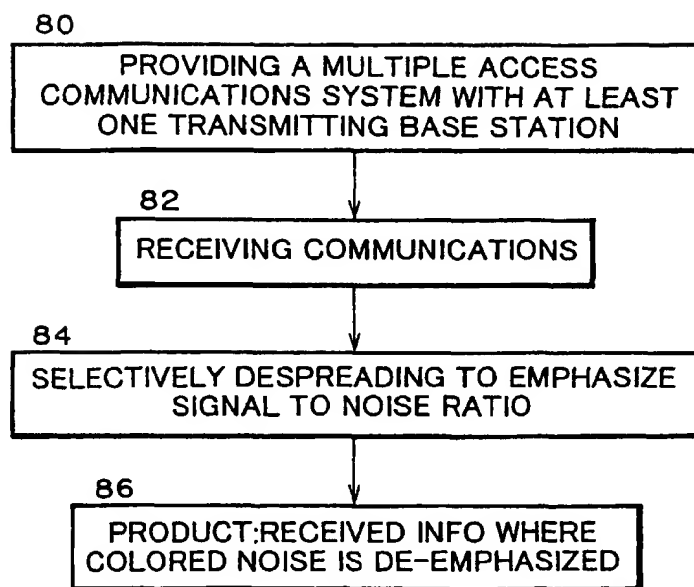 80
PROVIDING A MULTIPLE ACCESS
COMMUNICATIONS SYSTEM WITH AT LEAST
ONE TRANSMITTING BASE STATION
82
RECEIVING COMMUNICATIONS
84
SELECTIVELY DESPREADING TO EMPHASIZE
SIGNAL TO NOISE RATIO
86
PRODUCT:RECEIVED INFO WHERE
COLORED NOISE IS DE-EMPHASIZED